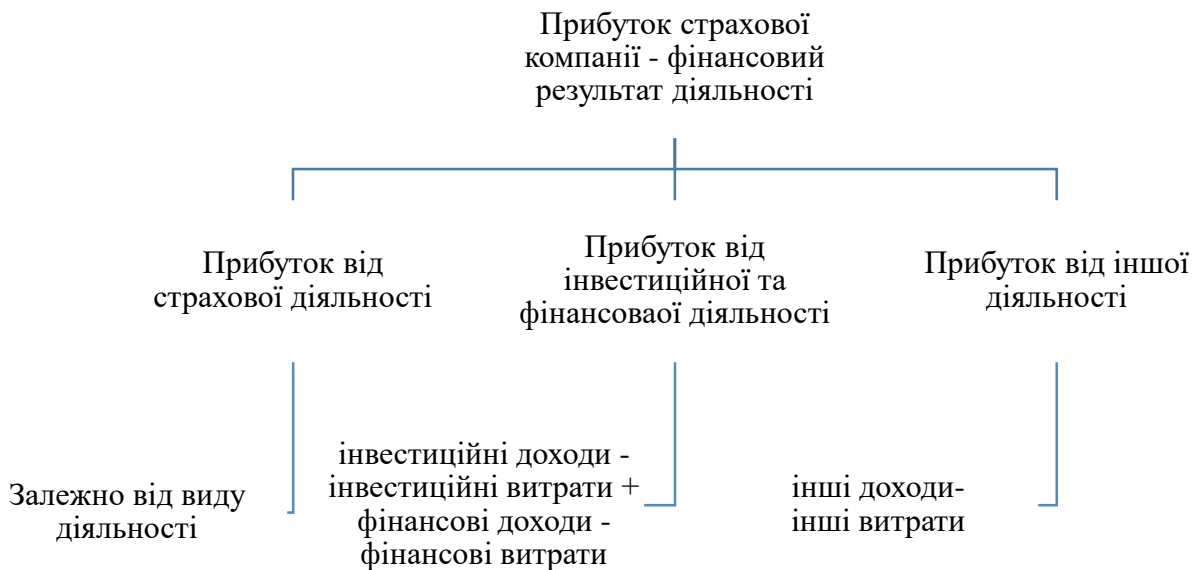 Прибуток страхової
компанії - фінансовий
результат діяльності
Прибуток від
страхової діяльності
Прибуток від
інвестиційної та
фінансоваої діяльності
Прибуток від іншої
діяльності
Залежно від виду
діяльності
інвестиційні доходи -
інвестиційні витрати +
фінансові доходи -
фінансові витрати
інші доходи-
інші витрати